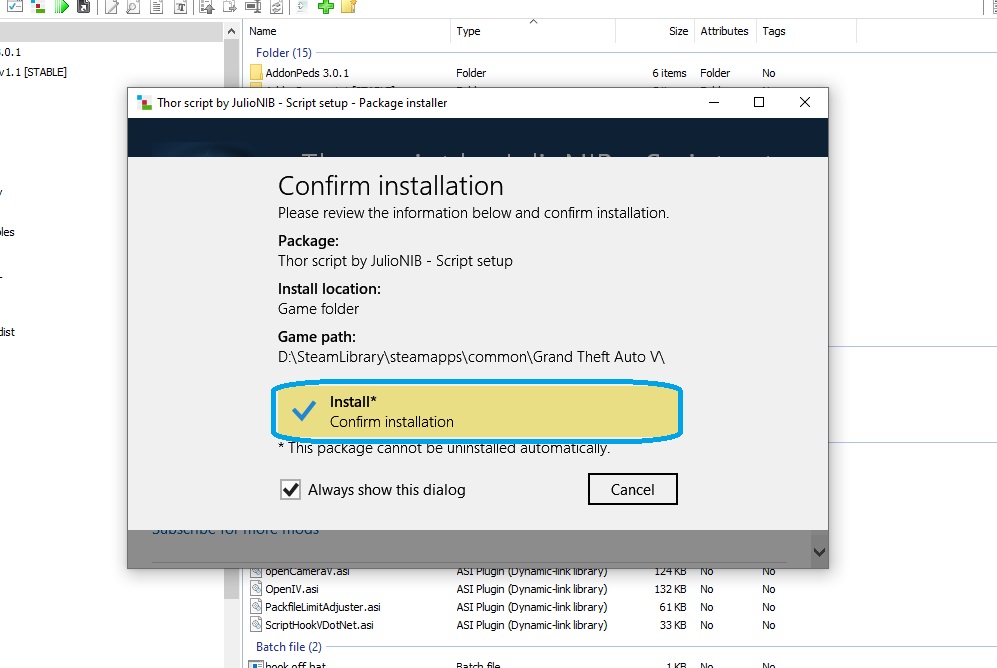 Name Type Size Attributes Tags
3.0.1
v1.1 [STABLE]
Folder (15)
AddonPeds 3.0.1 Folder 6 items Folder No
Thor script by JulioNIB - Script setup - Package installer
Confirm installation
Please review the information below and confirm installation.
Package:
Thor script by JulioNIB - Script setup
Install location:
Game folder
Game path:
D:\SteamLibrary\steamapps\common\Grand Theft Auto V\
Install*
Confirm installation
* This package cannot be uninstalled automatically.
Always show this dialog
Cancel
Subscribe for more mods
openCameraV.asi ASI Plugin (Dynamic-link library) 124 KB No No
OpenIV.asi ASI Plugin (Dynamic-link library) 132 KB No No
PackfileLimitAdjuster.asi ASI Plugin (Dynamic-link library) 61 KB No No
ScriptHookVDotNet.asi ASI Plugin (Dynamic-link library) 33 KB No No
Batch file (2)
hook off.bat Batch file 1 KB No No